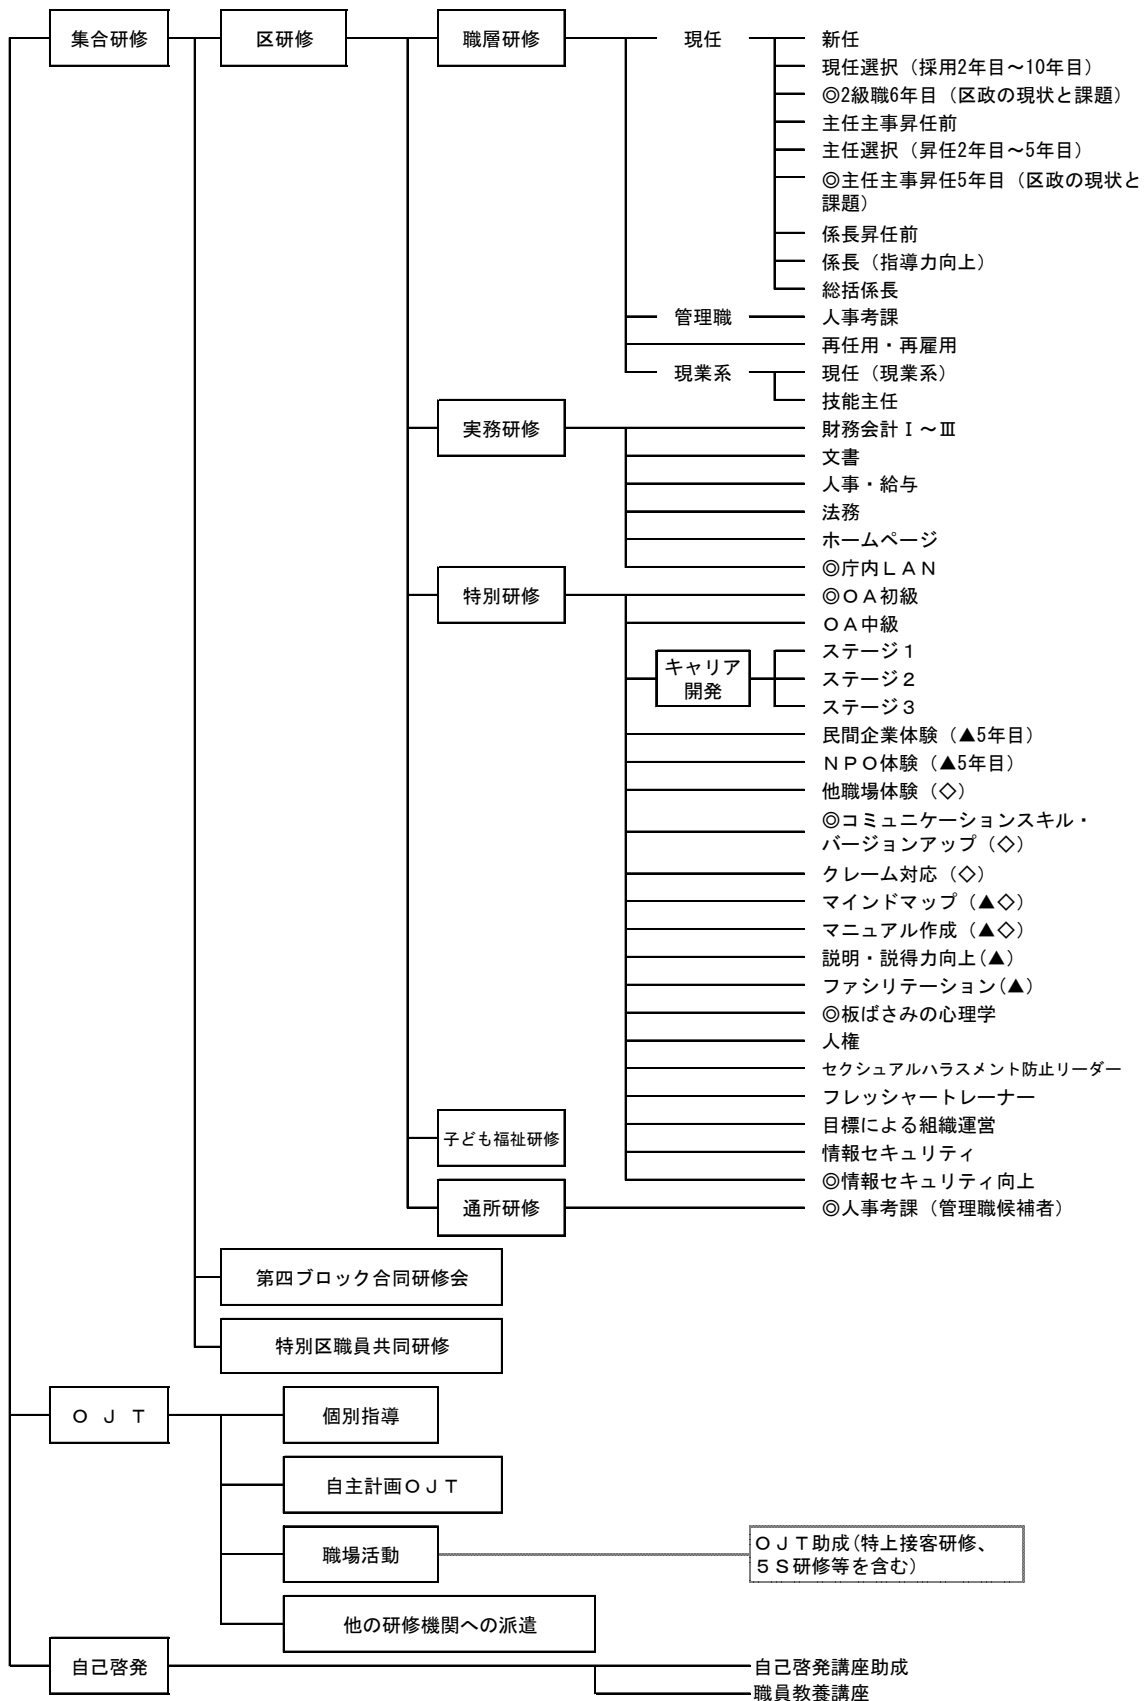 集合研修
区研修
職層研修
現任
新任
現任選択（採用2年目～10年目）
◎2級職6年目（区政の現状と課題）
主任主事昇任前
主任選択（昇任2年目～5年目）
◎主任主事昇任5年目（区政の現状と
課題）
係長昇任前
係長（指導力向上）
総括係長
管理職
人事考課
再任用・再雇用
現業系
現任（現業系）
技能主任
実務研修
財務会計Ⅰ～Ⅲ
文書
人事・給与
法務
ホームページ
◎庁内ＬＡＮ
特別研修
◎ＯＡ初級
ＯＡ中級
キャリア
開発
ステージ１
ステージ２
ステージ３
民間企業体験（▲5年目）
ＮＰＯ体験（▲5年目）
他職場体験（◇）
◎コミュニケーションスキル・
バージョンアップ（◇）
クレーム対応（◇）
マインドマップ（▲◇）
マニュアル作成（▲◇）
説明・説得力向上(▲)
ファシリテーション(▲)
◎板ばさみの心理学
人権
セクシュアルハラスメント防止リーダー
フレッシャートレーナー
目標による組織運営
情報セキュリティ
◎情報セキュリティ向上
子ども福祉研修
通所研修
◎人事考課（管理職候補者）
第四ブロック合同研修会
特別区職員共同研修
Ｏ Ｊ Ｔ
個別指導
自主計画ＯＪＴ
職場活動
ＯＪＴ助成(特上接客研修、
５Ｓ研修等を含む)
他の研修機関への派遣
自己啓発
自己啓発講座助成
職員教養講座